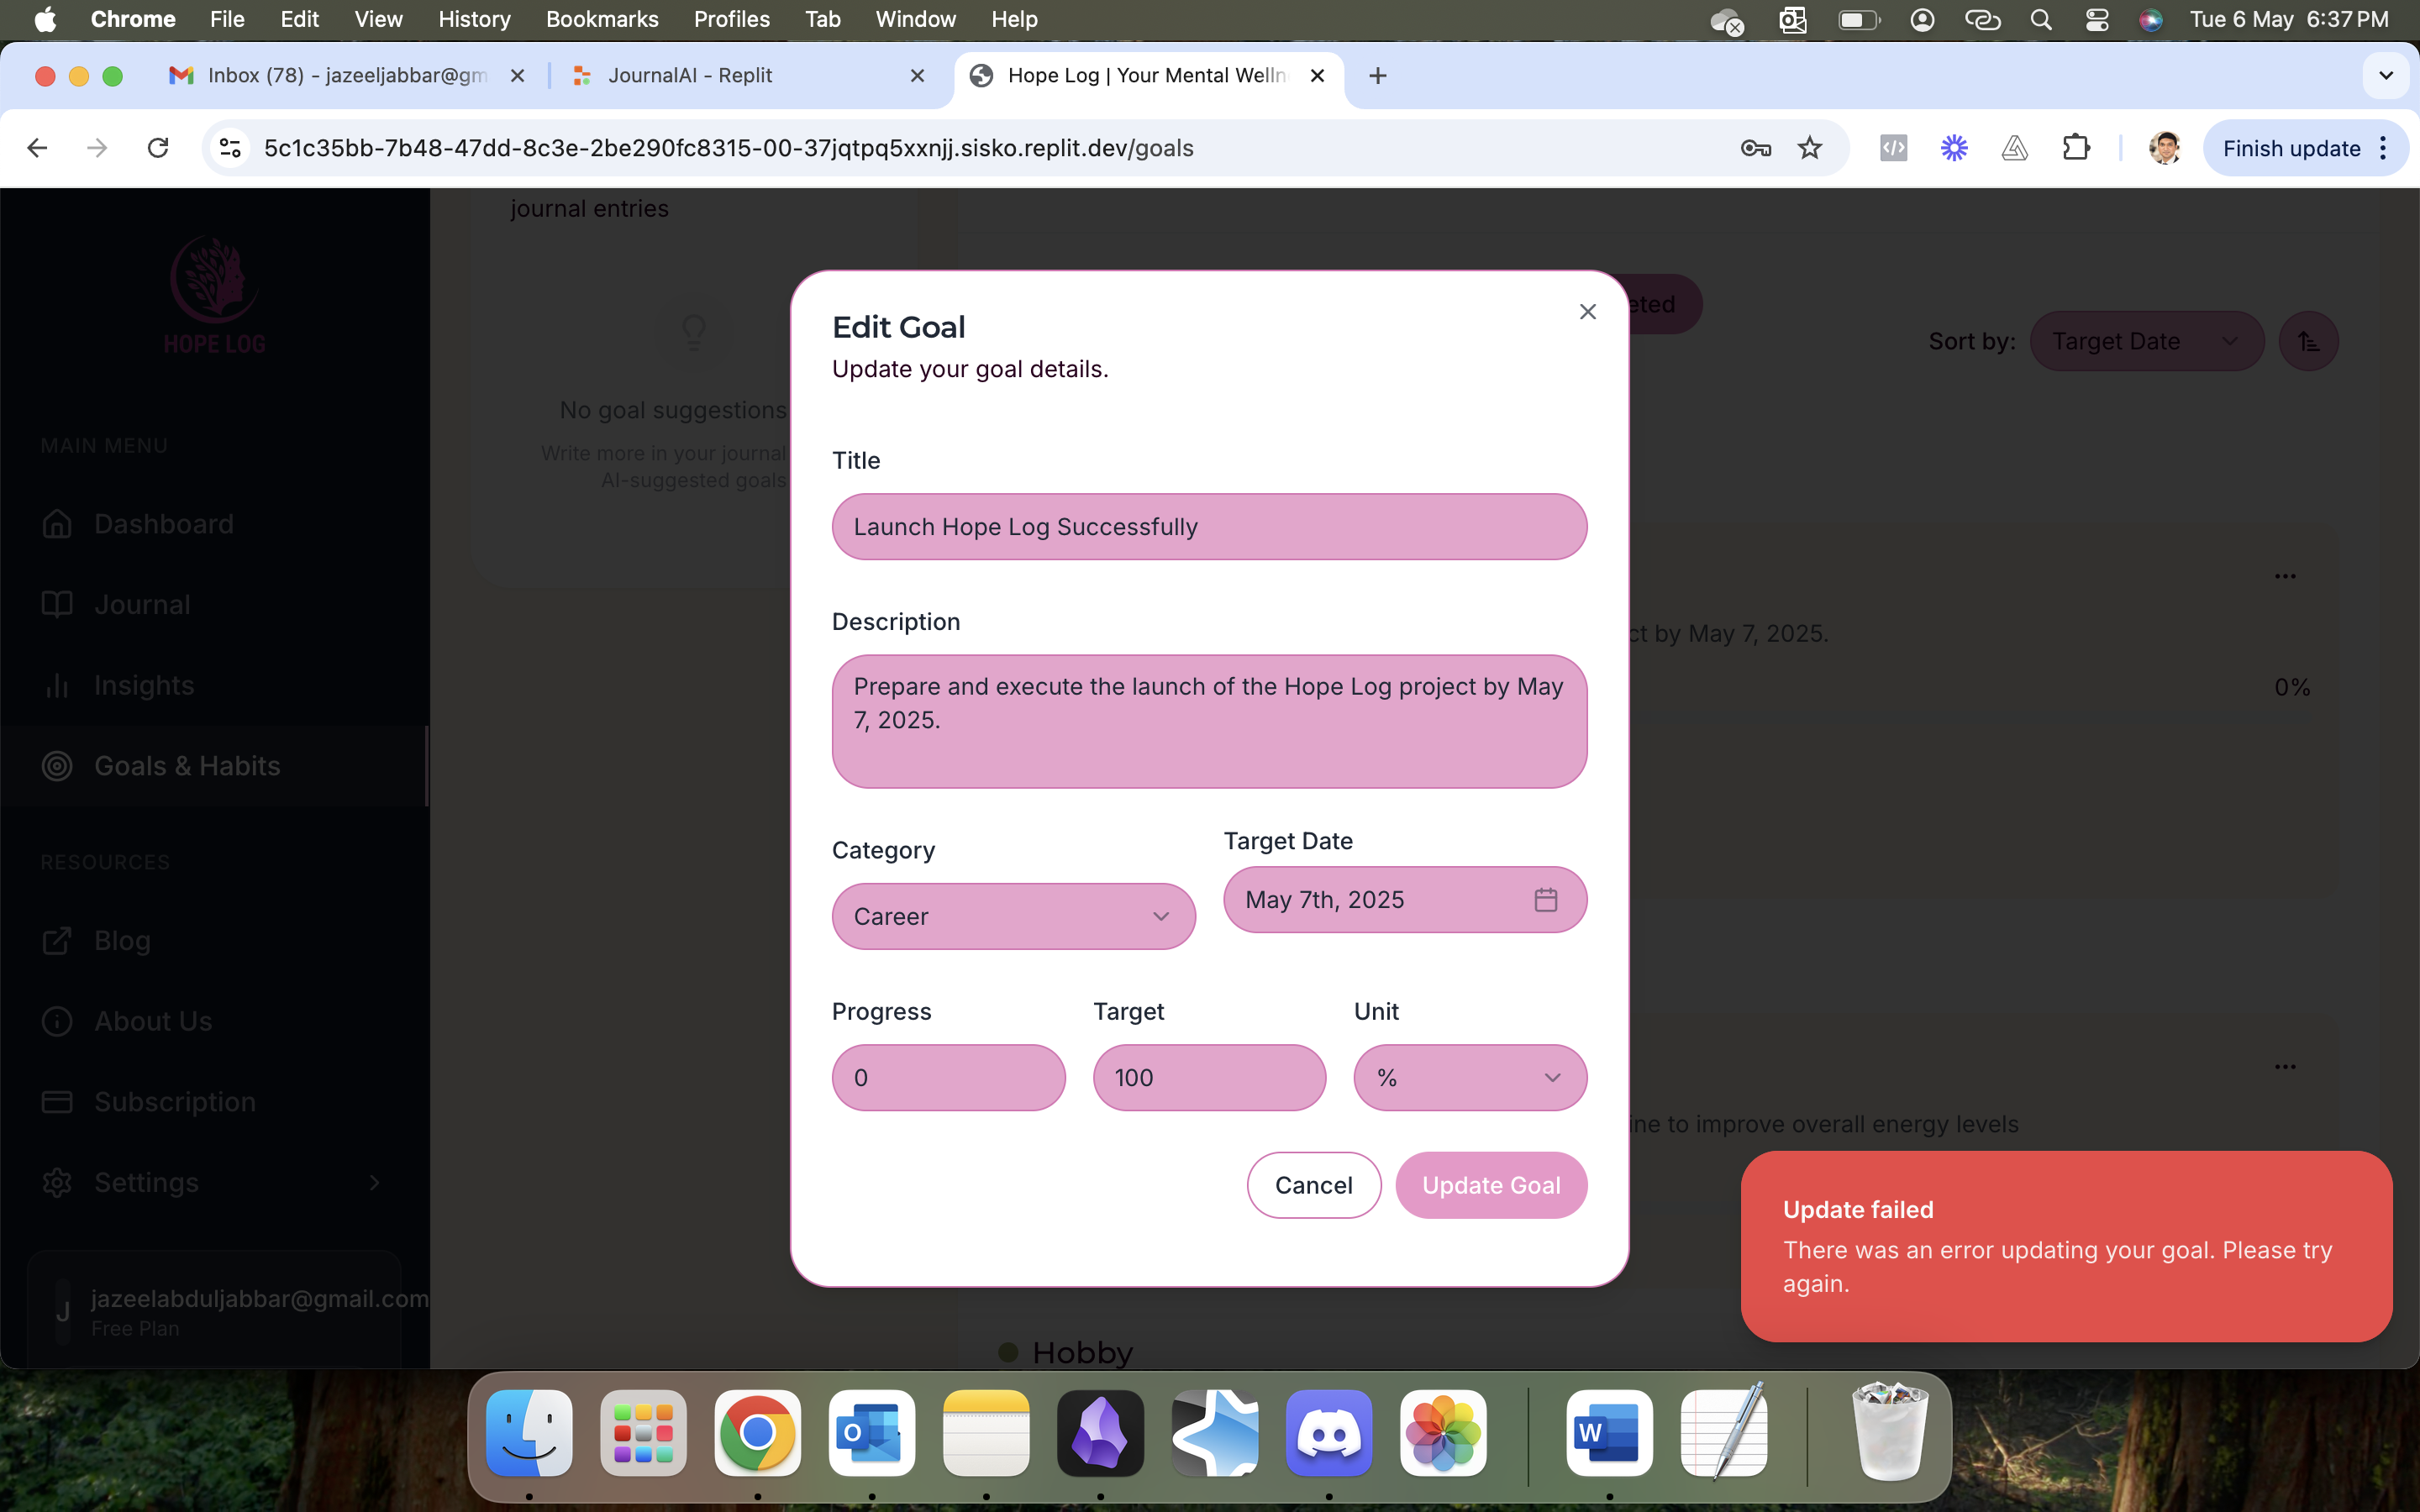 Chrome File Edit View History Bookmarks Profiles Tab Window Help
Tue 6 May 6:37 PM
Inbox (78) - jazeeljabbar@gm
JournalAI - Replit
Hope Log | Your Mental Welln
5c1c35bb-7b48-47dd-8c3e-2be290fc8315-00-37jqtpq5xxnjj.sisko.replit.dev/goals
Finish update
HOPE LOG
MAIN MENU
Dashboard
Journal
Insights
Goals & Habits
RESOURCES
Blog
About Us
Subscription
Settings
J
jazeelabduljabbar@gmail.com
Free Plan
journal entries
No goal suggestions
Write more in your journal
AI-suggested goals
eted
Sort by:
Target Date
ct by May 7, 2025.
0%
ine to improve overall energy levels
Hobby
Edit Goal
Update your goal details.
Title
Launch Hope Log Successfully
Description
Prepare and execute the launch of the Hope Log project by May
7, 2025.
Category
Career
Target Date
May 7th, 2025
Progress
0
Target
100
Unit
%
Cancel
Update Goal
Update failed
There was an error updating your goal. Please try
again.